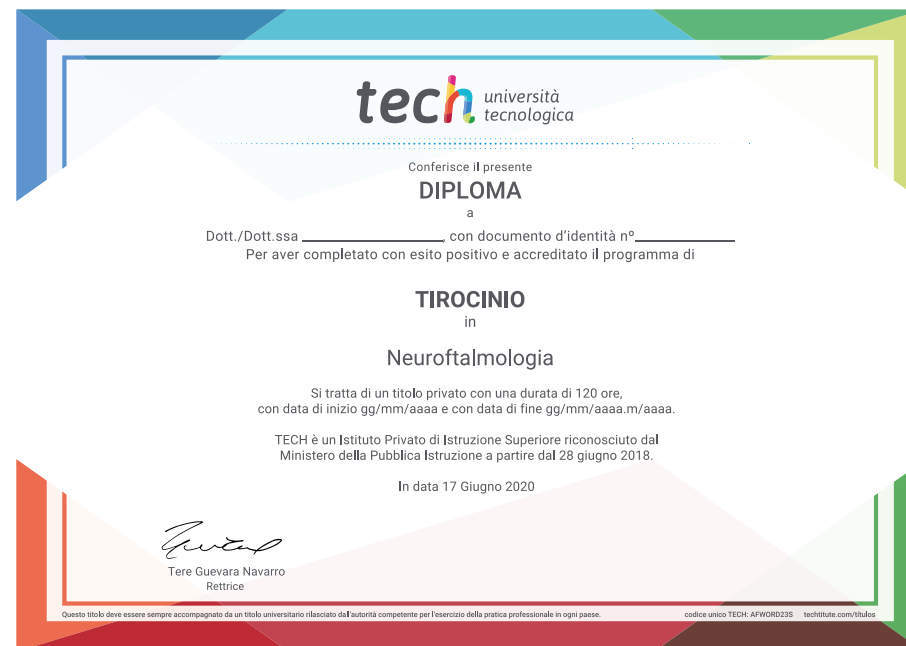 tech università
tecnologica
Conferisce il presente
DIPLOMA
a
Dott./Dott.ssa ____________, con documento d'identità nº__________
Per aver completato con esito positivo e accreditato il programma di
TIROCINIO
in
Neuroftalmologia
Si tratta di un titolo privato con una durata di 120 ore,
con data di inizio gg/mm/aaaa e con data di fine gg/mm/aaaa.m/aaaa.
TECH è un Istituto Privato di Istruzione Superiore riconosciuto dal
Ministero della Pubblica Istruzione a partire dal 28 giugno 2018.
In data 17 Giugno 2020
Tere Guevara Navarro
Rettrice
Questo titolo deve essere sempre accompagnato da un titolo universitario rilasciato dall'autorità competente per l'esercizio della pratica professionale in ogni paese.
codice unico TECH: AFWORD23S techtitute.com/títulos